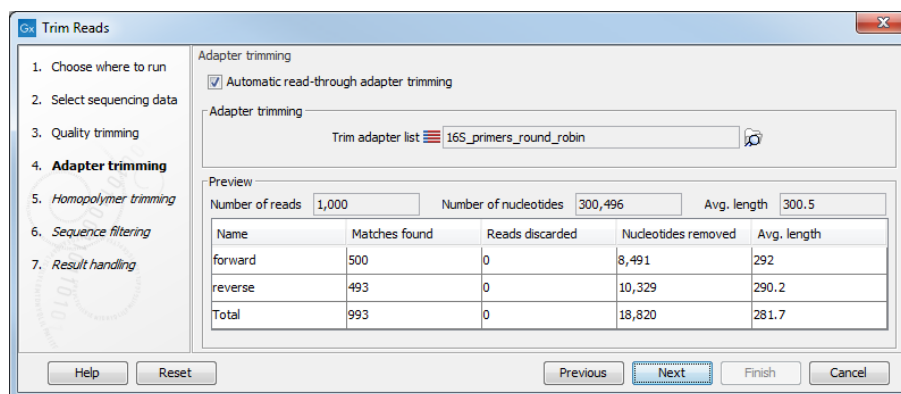 Gx Trim Reads
1. Choose where to run
2. Select sequencing data
3. Quality trimming
4. Adapter trimming
5. Homopolymer trimming
6. Sequence filtering
7. Result handling
Adapter trimming
Automatic read-through adapter trimming
Adapter trimming
Trim adapter list 16S_primers_round_robin
Preview
Number of reads 1,000 Number of nucleotides 300,496 Avg. length 300.5
Name Matches found Reads discarded Nucleotides removed Avg. length
forward 500 0 8,491 292
reverse 493 0 10,329 290.2
Total 993 0 18,820 281.7
Help Reset Previous Next Finish Cancel